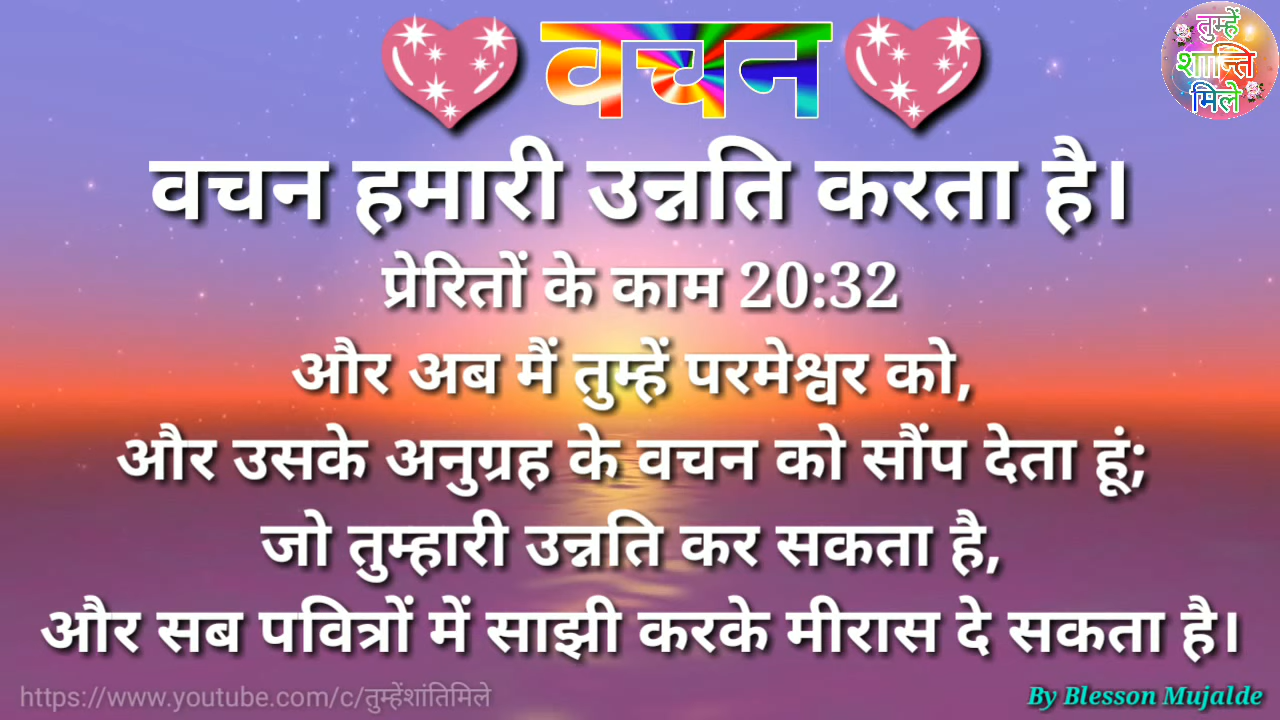 वचन
तुम्हें
शान्ति
मिले
वचन हमारी उन्नति करता है।
प्रेरितों के काम 20:32
और अब मैं तुम्हें परमेश्वर को,
और उसके अनुग्रह के वचन को सौंप देता हूं;
जो तुम्हारी उन्नति कर सकता है,
और सब पवित्रों में साझी करके मीरास दे सकता है।
https://www.youtube.com/c/तुम्हेंशांतिमिले
By Blesson Mujalde